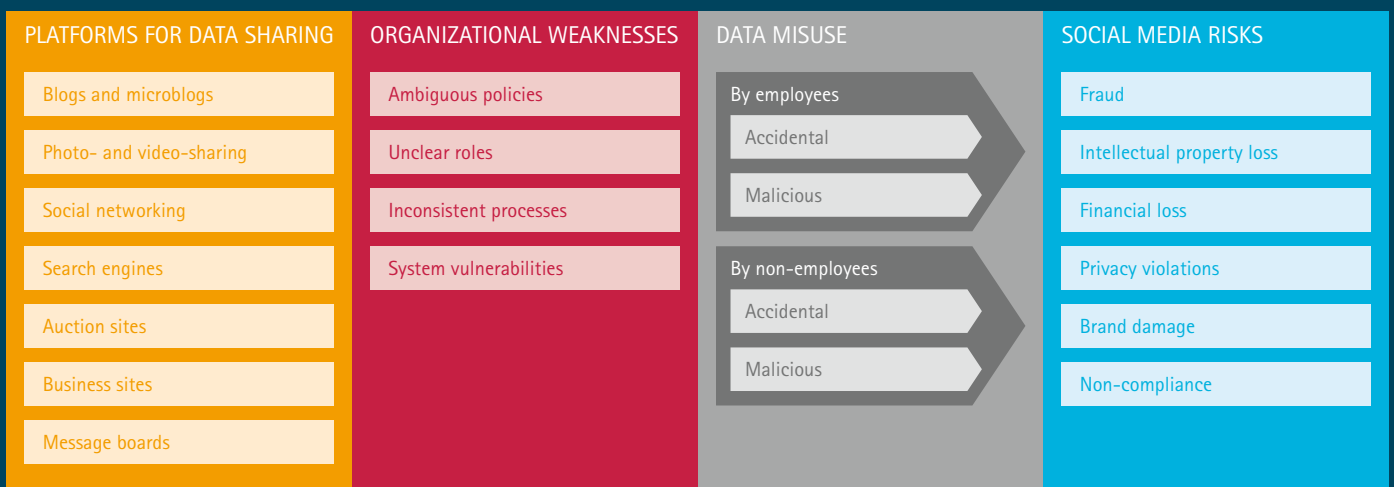 PLATFORMS FOR DATA SHARING
Blogs and microblogs
Photo- and video-sharing
Social networking
Search engines
Auction sites
Business sites
Message boards
ORGANIZATIONAL WEAKNESSES
Ambiguous policies
Unclear roles
Inconsistent processes
System vulnerabilities
DATA MISUSE
By employees
Accidental
Malicious
By non-employees
Accidental
Malicious
SOCIAL MEDIA RISKS
Fraud
Intellectual property loss
Financial loss
Privacy violations
Brand damage
Non-compliance